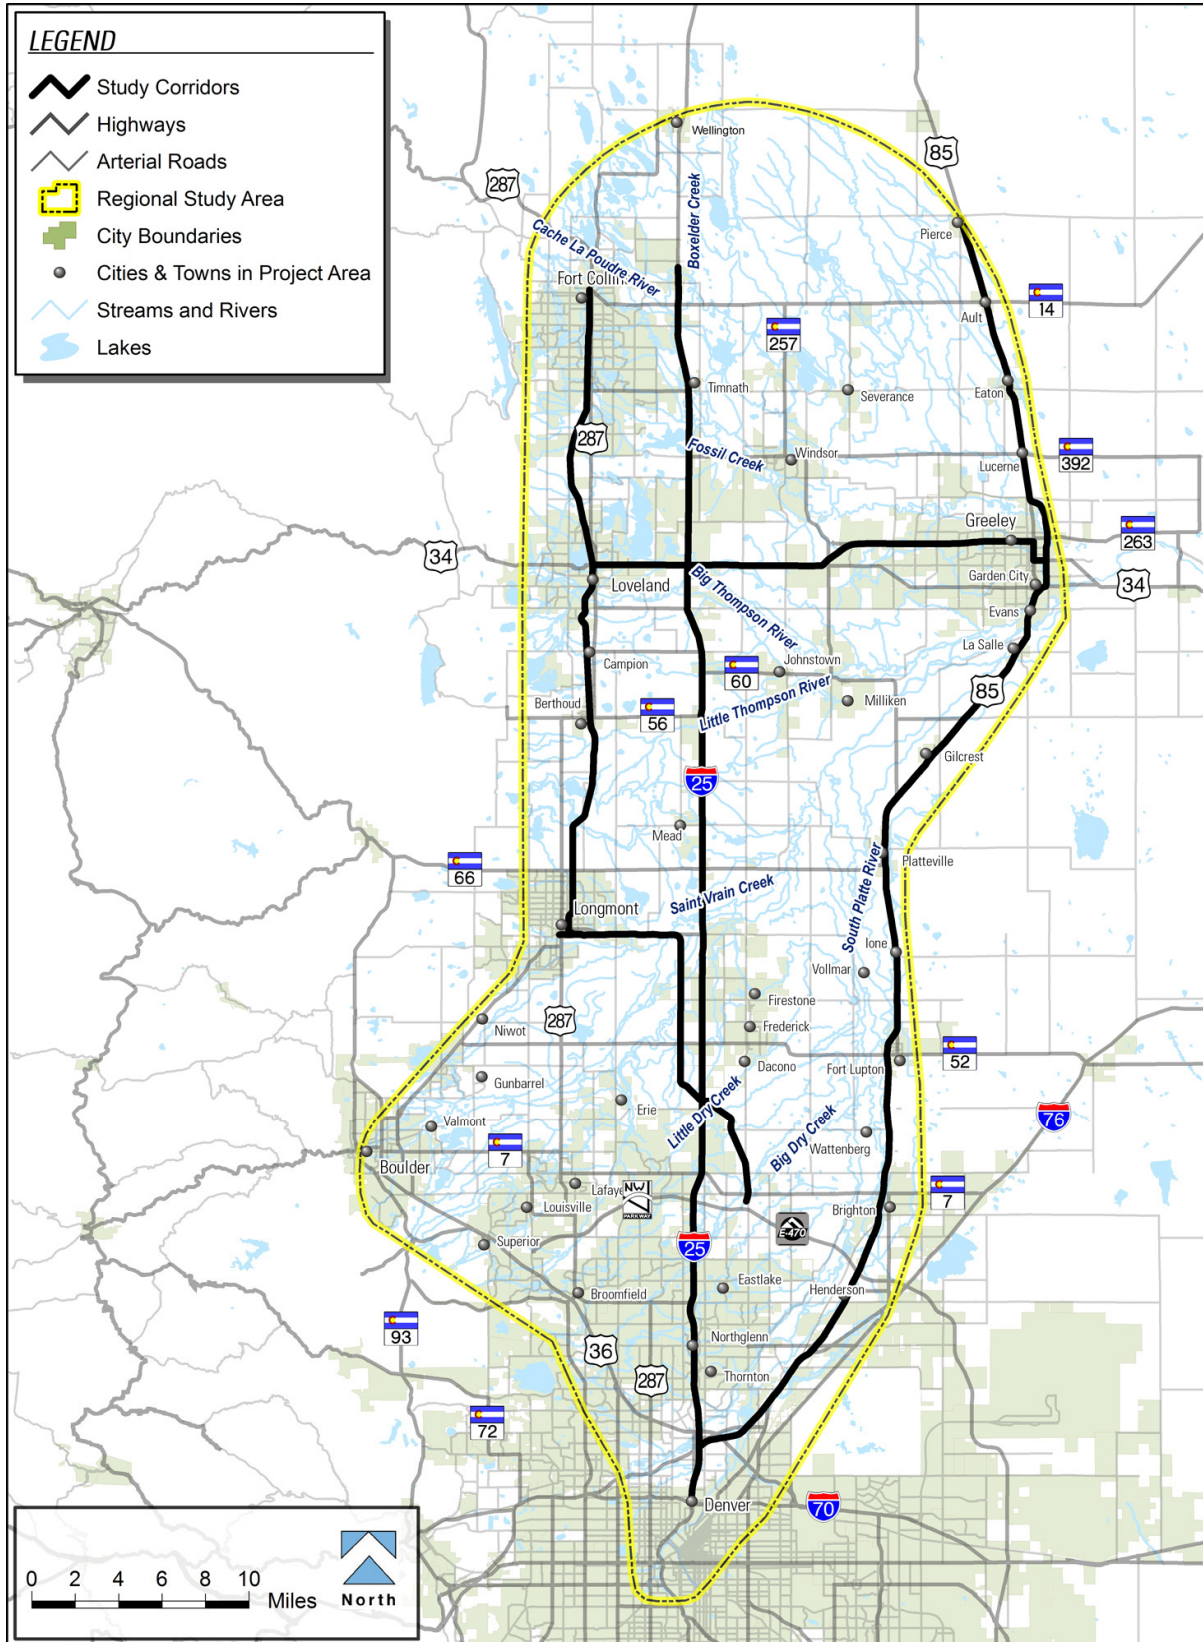 LEGEND
Study Corridors
Highways
Arterial Roads
Regional Study Area
City Boundaries
Cities & Towns in Project Area
Streams and Rivers
Lakes
Wellington
85
287
Boxelder Creek
Pierce
Cache La Poudre River
Fort Collin
14
Ault
257
Timnath
Severance
Eaton
287
Fossil Creek
Windsor
Lucerne
392
Greeley
263
34
Loveland
Big Thompson River
Garden City
34
Evans
La Salle
Campion
60
Johnstown
85
Berthoud
56
Little Thompson River
Milliken
Gilcrest
25
Mead
Platteville
66
Saint Vrain Creek
South Platte River
Longmont
Ione
Vollmar
Firestone
Niwot
287
Frederick
52
Dacono
Fort Lupton
Gunbarrel
Erie
Little Dry Creek
76
Valmont
7
Big Dry Creek
Wattenberg
Boulder
Lafaye
NW
PARKWAY
7
Louisville
Brighton
Superior
25
E-470
Eastlake
Henderson
Broomfield
93
36
Northglenn
287
Thornton
72
Denver
70
0 2 4 6 8 10
Miles
North